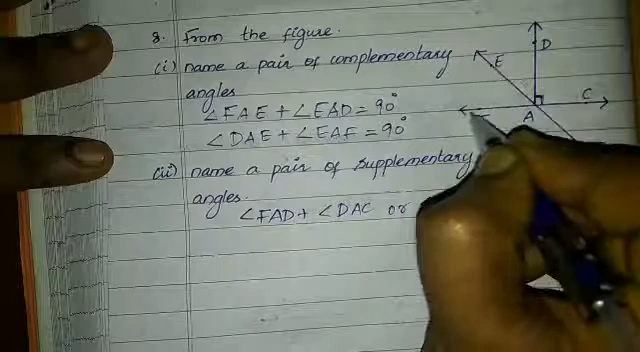 8. From the figure.
(i) name a pair of complementary
angles
∠FAE + ∠EAD = 90°
∠DAE + ∠EAF = 90°
(ii) name a pair of supplementary
angles.
∠FAD + ∠DAC or
D
E
C
A